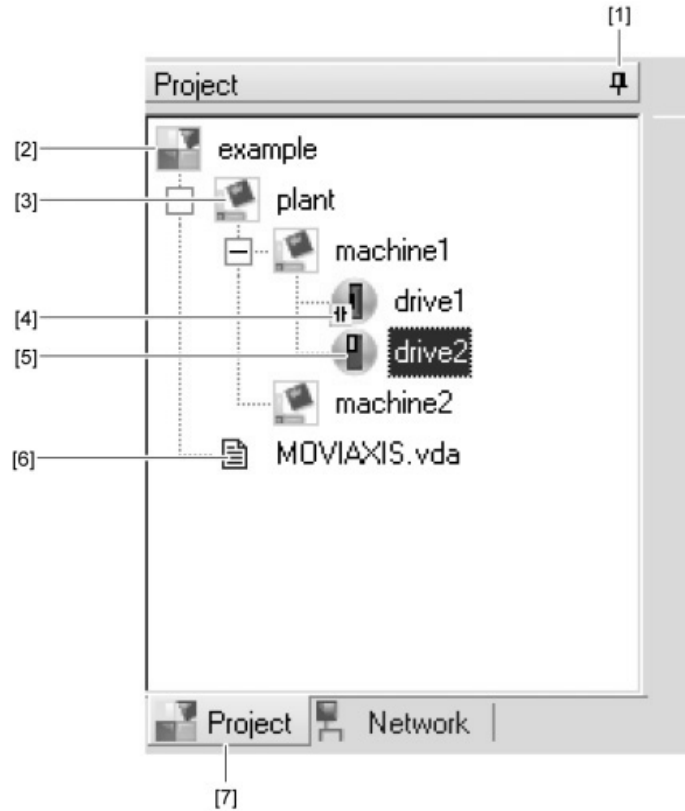 [1]
Project
[2] example
[3] plant
machine1
[4] drive1
[5] drive2
machine2
[6] MOVIAXIS.vda
Project Network
[7]